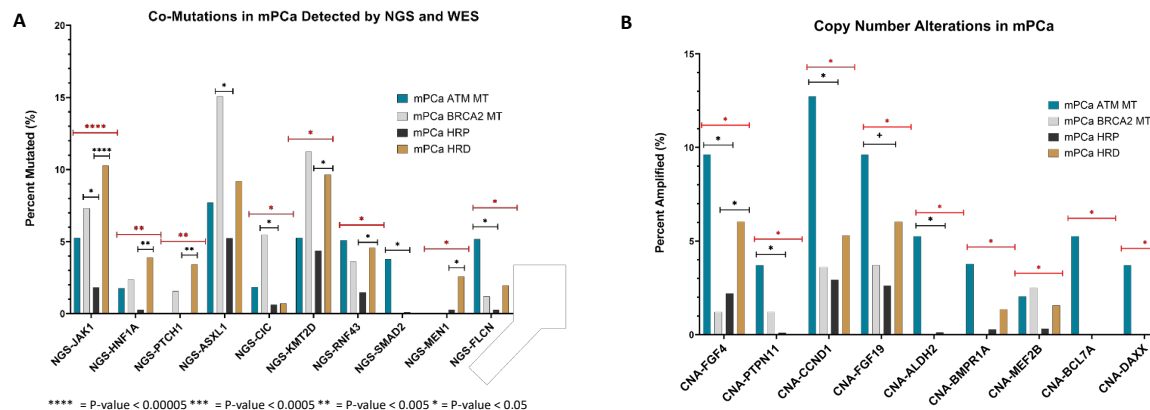 A
Co-Mutations in mPCa Detected by NGS and WES
Percent Mutated (%)
20
15
10
5
0
mPCa ATM MT
mPCa BRCA2 MT
mPCa HRP
mPCa HRD
****
****
*
**
**
**
**
*
*
*
*
*
*
*
*
*
*
*
*
NGS-JAK1
NGS-HNF1A
NGS-PTCH1
NGS-ASXL1
NGS-CIC
NGS-KMT2D
NGS-RNF43
NGS-SMAD2
NGS-MEN1
NGS-FLCN
**** = P-value < 0.00005 *** = P-value < 0.0005 ** = P-value < 0.005 * = P-value < 0.05
B
Copy Number Alterations in mPCa
Percent Amplified (%)
15
10
5
0
mPCa ATM MT
mPCa BRCA2 MT
mPCa HRP
mPCa HRD
*
*
*
*
*
*
*
*
+
*
*
*
*
*
*
CNA-FGF4
CNA-PTPN11
CNA-CCND1
CNA-FGF19
CNA-ALDH2
CNA-BMPR1A
CNA-MEF2B
CNA-BCL7A
CNA-DAXX